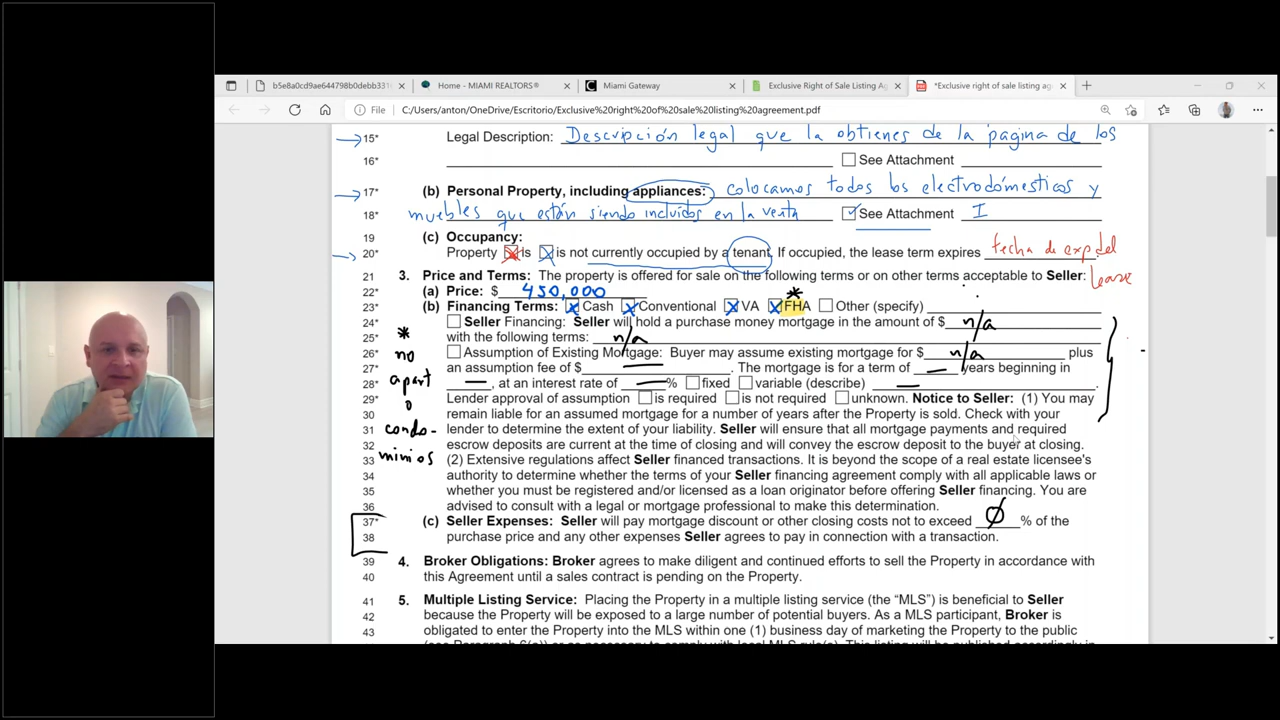 b5e8a0cd9ae644798b0debb331
Home - MIAMI REALTORS®
Miami Gateway
Exclusive Right of Sale Listing Ag
*Exclusive right of sale listing ag
File
C:/Users/anton/OneDrive/Escritorio/Exclusive%20right%20of%20sale%20listing%20agreement.pdf
15* Legal Description: Descripción legal que la obtienes de la pagina de los
16* See Attachment
17* (b) Personal Property, including appliances: colocamos todos los electrodómesticos y
18* muebles que están siendo incluidos en la venta See Attachment I
19 (c) Occupancy:
20* Property is is not currently occupied by a tenant. If occupied, the lease term expires fecha de exp del
21 3. Price and Terms: The property is offered for sale on the following terms or on other terms acceptable to Seller: lease
22* (a) Price: $ 450,000 *
23* (b) Financing Terms: Cash Conventional VA FHA Other (specify)
24* Seller Financing: Seller will hold a purchase money mortgage in the amount of $ n/a
25* * with the following terms: n/a
26* no Assumption of Existing Mortgage: Buyer may assume existing mortgage for $ n/a plus
27* an assumption fee of $ — . The mortgage is for a term of — years beginning in
28* apart — , at an interest rate of — % fixed variable (describe) — .
29* o Lender approval of assumption is required is not required unknown. Notice to Seller: (1) You may
30 remain liable for an assumed mortgage for a number of years after the Property is sold. Check with your
31 condo- lender to determine the extent of your liability. Seller will ensure that all mortgage payments and required
32 escrow deposits are current at the time of closing and will convey the escrow deposit to the buyer at closing.
33 minios (2) Extensive regulations affect Seller financed transactions. It is beyond the scope of a real estate licensee's
34 authority to determine whether the terms of your Seller financing agreement comply with all applicable laws or
35 whether you must be registered and/or licensed as a loan originator before offering Seller financing. You are
36 advised to consult with a legal or mortgage professional to make this determination.
37* (c) Seller Expenses: Seller will pay mortgage discount or other closing costs not to exceed 0 % of the
38 purchase price and any other expenses Seller agrees to pay in connection with a transaction.
39 4. Broker Obligations: Broker agrees to make diligent and continued efforts to sell the Property in accordance with
40 this Agreement until a sales contract is pending on the Property.
41 5. Multiple Listing Service: Placing the Property in a multiple listing service (the “MLS”) is beneficial to Seller
42 because the Property will be exposed to a large number of potential buyers. As a MLS participant, Broker is
43 obligated to enter the Property into the MLS within one (1) business day of marketing the Property to the public